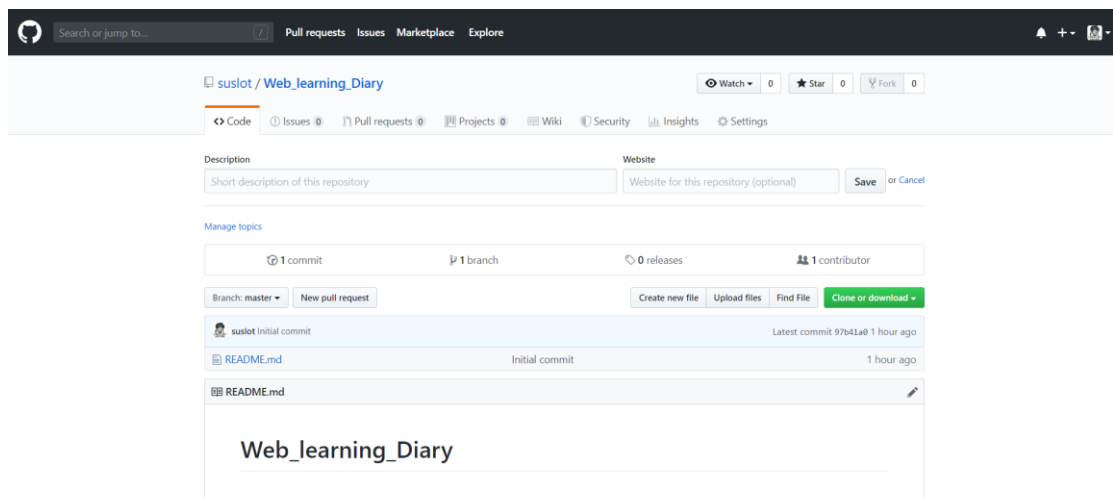 Search or jump to... / Pull requests Issues Marketplace Explore
suslot / Web_learning_Diary Watch 0 Star 0 Fork 0
Code Issues 0 Pull requests 0 Projects 0 Wiki Security Insights Settings
Description Website
Short description of this repository Website for this repository (optional) Save or Cancel
Manage topics
1 commit 1 branch 0 releases 1 contributor
Branch: master New pull request Create new file Upload files Find File Clone or download
suslot Initial commit Latest commit 97b41a0 1 hour ago
README.md Initial commit 1 hour ago
README.md
Web_learning_Diary